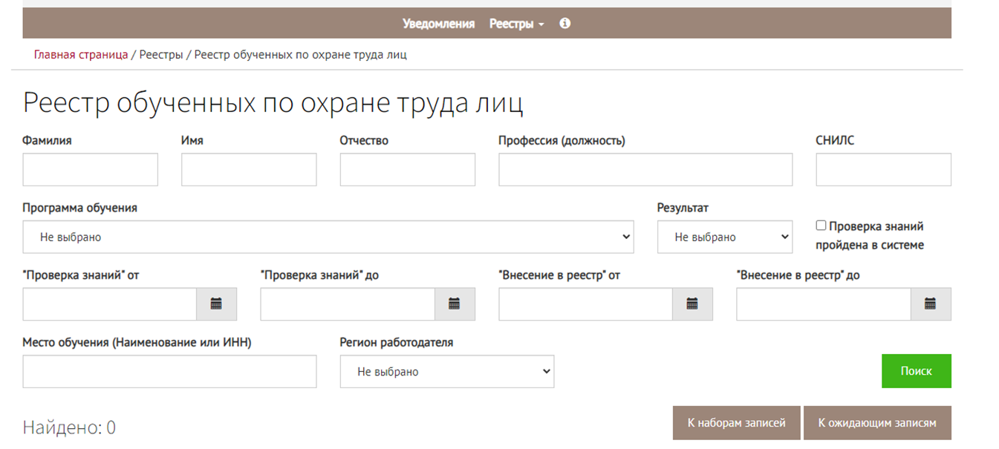 Уведомления Реестры
Главная страница / Реестры / Реестр обученных по охране труда лиц
Реестр обученных по охране труда лиц
Фамилия Имя Отчество Профессия (должность) СНИЛС
Программа обучения Результат
Не выбрано Не выбрано Проверка знаний
пройдена в системе
"Проверка знаний" от "Проверка знаний" до "Внесение в реестр" от "Внесение в реестр" до
Место обучения (Наименование или ИНН) Регион работодателя
Не выбрано Поиск
Найдено: 0 К наборам записей К ожидающим записям